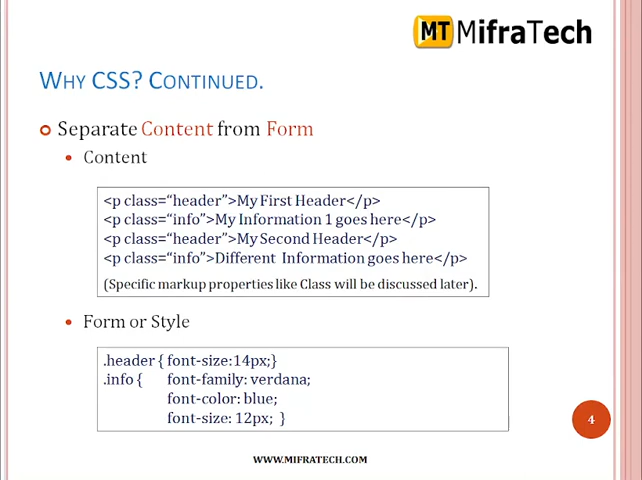 MT MifraTech
WHY CSS? CONTINUED.
Separate Content from Form
Content
<p class=“header”>My First Header</p>
<p class=“info”>My Information 1 goes here</p>
<p class=“header”>My Second Header</p>
<p class=“info”>Different Information goes here</p>
(Specific markup properties like Class will be discussed later).
Form or Style
.header { font-size:14px;}
.info { font-family: verdana;
font-color: blue;
font-size: 12px; }
4
WWW.MIFRATECH.COM